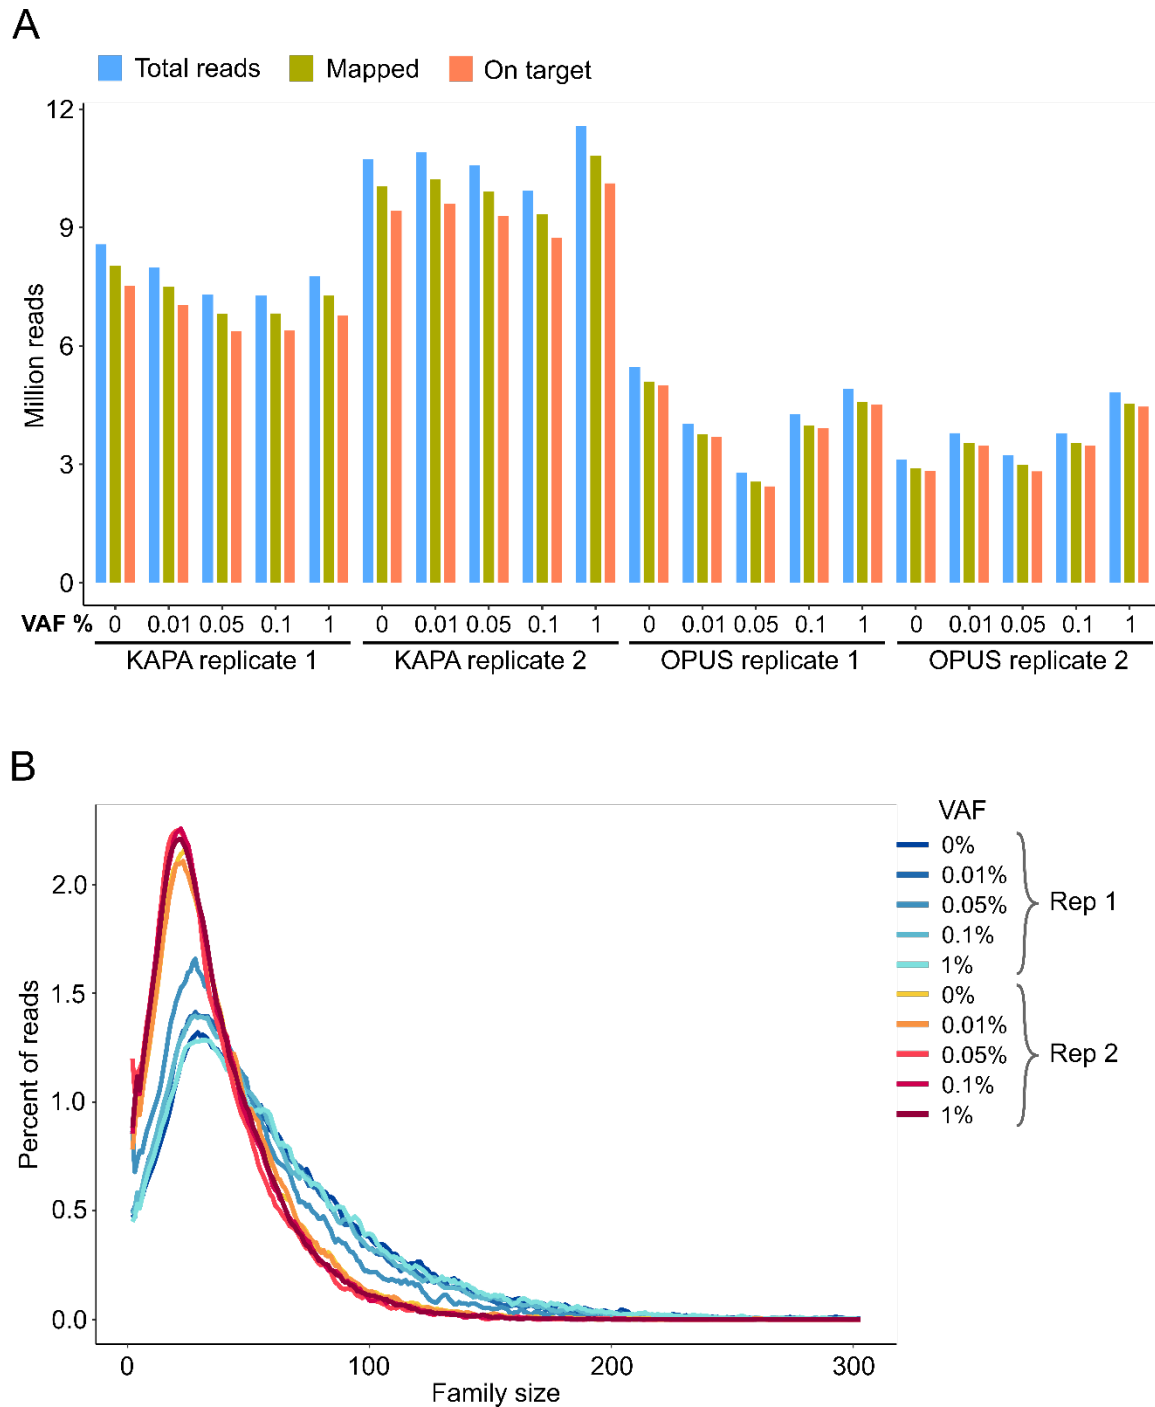 A
Total reads Mapped On target
12
9
6
3
0
Million reads
VAF % 0 0.01 0.05 0.1 1 0 0.01 0.05 0.1 1 0 0.01 0.05 0.1 1 0 0.01 0.05 0.1 1
KAPA replicate 1 KAPA replicate 2 OPUS replicate 1 OPUS replicate 2
B
VAF
0%
0.01%
0.05%
0.1%
1%
Rep 1
0%
0.01%
0.05%
0.1%
1%
Rep 2
2.0
1.5
1.0
0.5
0.0
Percent of reads
0 100 200 300
Family size